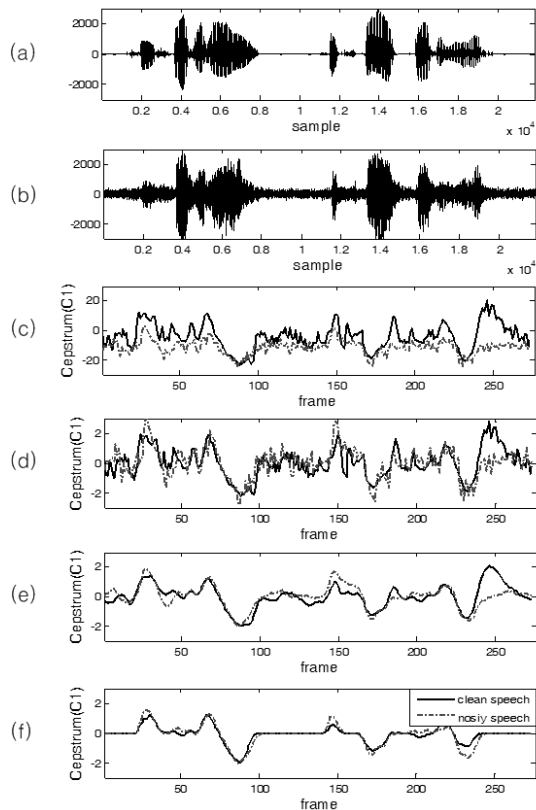 (a)
2000
0
-2000
0.2 0.4 0.6 0.8 1 1.2 1.4 1.6 1.8 2
sample
x 10⁴
(b)
2000
0
-2000
0.2 0.4 0.6 0.8 1 1.2 1.4 1.6 1.8 2
sample
x 10⁴
(c)
Cepstrum(C1)
20
0
-20
50 100 150 200 250
frame
(d)
Cepstrum(C1)
2
0
-2
50 100 150 200 250
frame
(e)
Cepstrum(C1)
2
0
-2
50 100 150 200 250
frame
(f)
Cepstrum(C1)
2
0
-2
clean speech
nosiy speech
50 100 150 200 250
frame